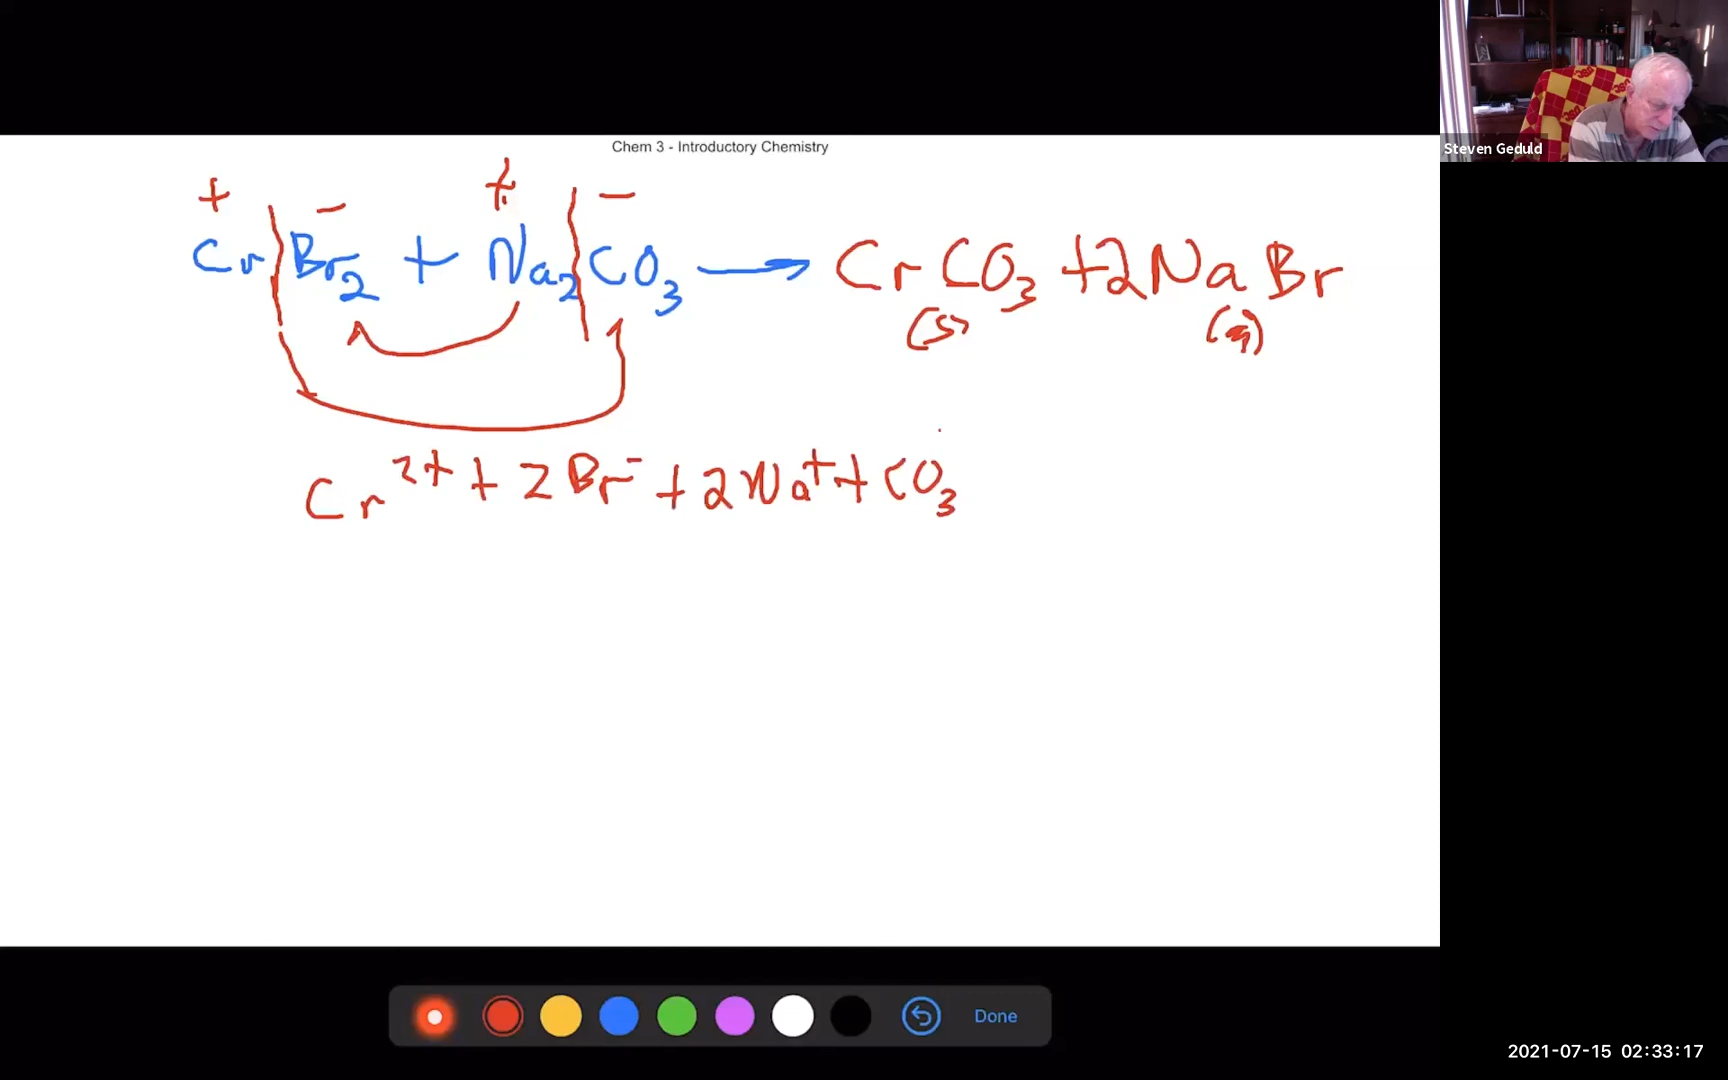 Steven Geduld
Chem 3 - Introductory Chemistry
+ - + -
CrBr₂ + Na₂CO₃ → CrCO₃ + 2NaBr
(s) (aq)
Cr²⁺ + 2Br⁻ + 2Na⁺ + CO₃
Done
2021-07-15 02:33:17